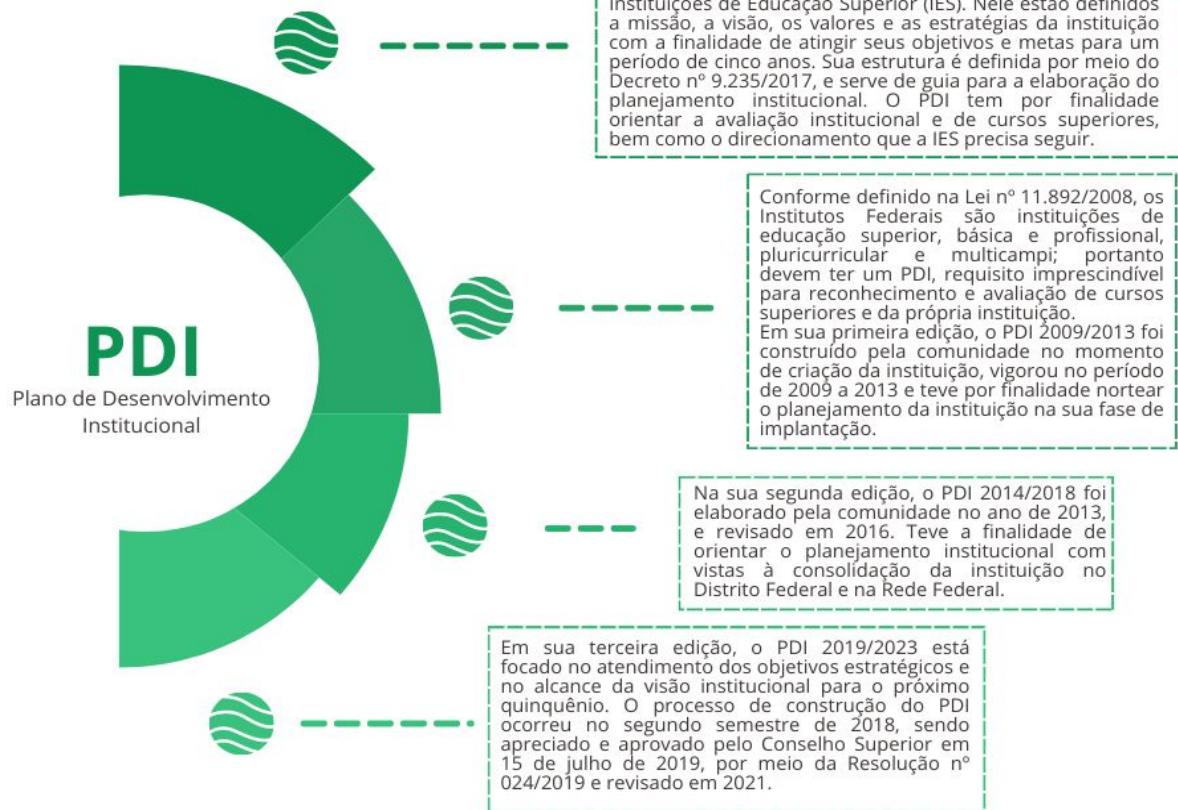 Instituições de Educação Superior (IES). Nele estão definidos
a missão, a visão, os valores e as estratégias da instituição
com a finalidade de atingir seus objetivos e metas para um
período de cinco anos. Sua estrutura é definida por meio do
Decreto nº 9.235/2017, e serve de guia para a elaboração do
planejamento institucional. O PDI tem por finalidade
orientar a avaliação institucional e de cursos superiores,
bem como o direcionamento que a IES precisa seguir.
Conforme definido na Lei nº 11.892/2008, os
Institutos Federais são instituições de
educação superior, básica e profissional,
pluricurricular e multicampi; portanto
devem ter um PDI, requisito imprescindível
para reconhecimento e avaliação de cursos
superiores e da própria instituição.
Em sua primeira edição, o PDI 2009/2013 foi
construído pela comunidade no momento
de criação da instituição, vigorou no período
de 2009 a 2013 e teve por finalidade nortear
o planejamento da instituição na sua fase de
implantação.
PDI
Plano de Desenvolvimento
Institucional
Na sua segunda edição, o PDI 2014/2018 foi
elaborado pela comunidade no ano de 2013,
e revisado em 2016. Teve a finalidade de
orientar o planejamento institucional com
vistas à consolidação da instituição no
Distrito Federal e na Rede Federal.
Em sua terceira edição, o PDI 2019/2023 está
focado no atendimento dos objetivos estratégicos e
no alcance da visão institucional para o próximo
quinquênio. O processo de construção do PDI
ocorreu no segundo semestre de 2018, sendo
apreciado e aprovado pelo Conselho Superior em
15 de julho de 2019, por meio da Resolução nº
024/2019 e revisado em 2021.